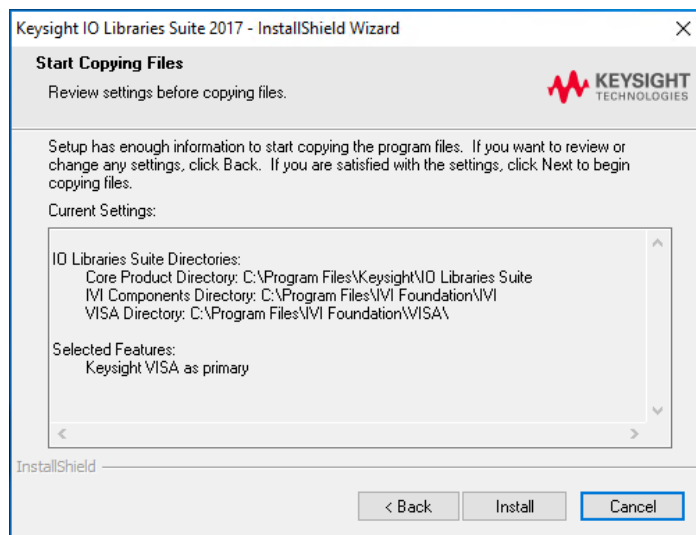 Keysight IO Libraries Suite 2017 - InstallShield Wizard
Start Copying Files
Review settings before copying files.
KEYSIGHT
TECHNOLOGIES
Setup has enough information to start copying the program files. If you want to review or
change any settings, click Back. If you are satisfied with the settings, click Next to begin
copying files.
Current Settings:
IO Libraries Suite Directories:
Core Product Directory: C:\Program Files\Keysight\IO Libraries Suite
IVI Components Directory: C:\Program Files\IVI Foundation\IVI
VISA Directory: C:\Program Files\IVI Foundation\VISA\
Selected Features:
Keysight VISA as primary
InstallShield
< Back
Install
Cancel